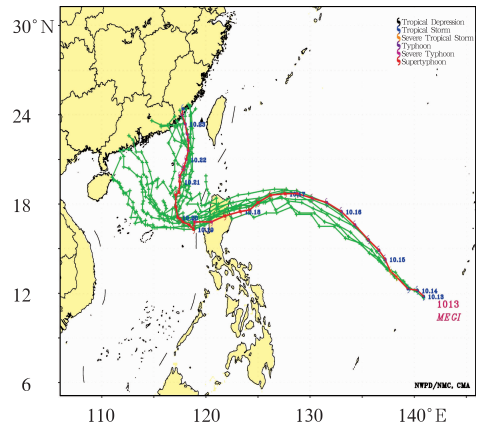 30°N
Tropical Depression
Tropical Storm
Severe Tropical Storm
Typhoon
Severe Typhoon
Supertyphoon
24
10.23
10.22
10.21
18
10.17
10.18
10.16
10.20
10.19
10.15
12
10.14
10.13
1013
MEGI
6
NWPD/NMC, CMA
110
120
130
140°E